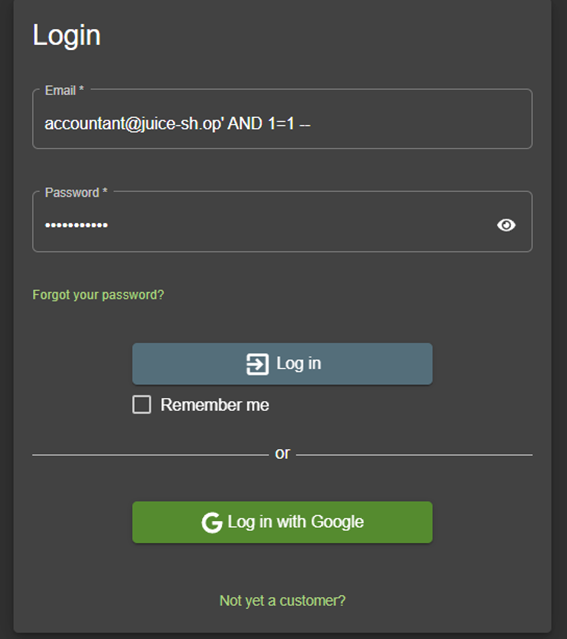 Login
Email *
accountant@juice-sh.op' AND 1=1 --
Password *
•••••••••••
Forgot your password?
Log in
Remember me
or
G Log in with Google
Not yet a customer?